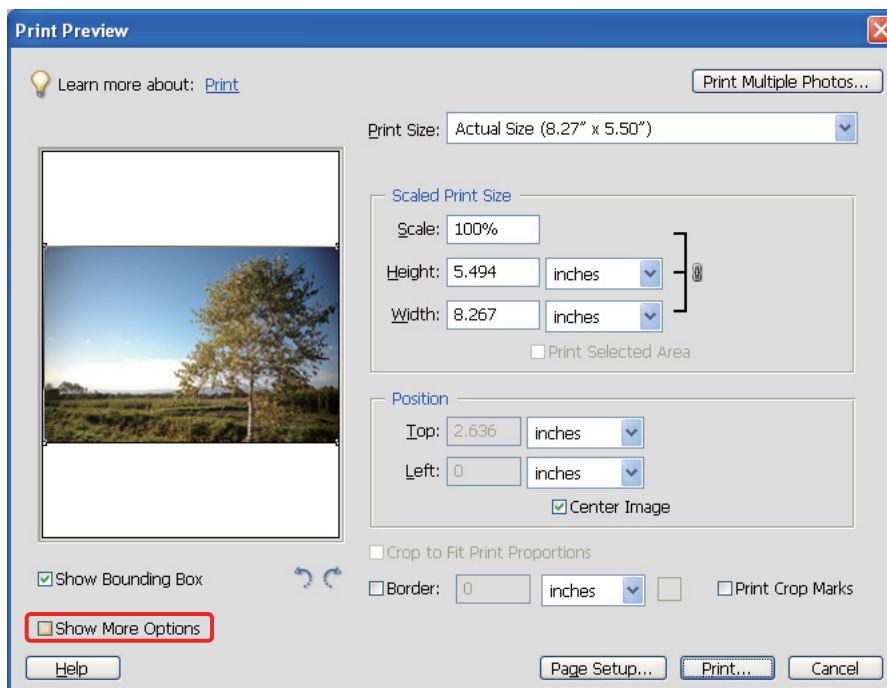 Print Preview
Learn more about: Print
Print Multiple Photos...
Print Size: Actual Size (8.27" x 5.50")
Scaled Print Size
Scale: 100%
Height: 5.494 inches
Width: 8.267 inches
Print Selected Area
Position
Top: 2.636 inches
Left: 0 inches
Center Image
Crop to Fit Print Proportions
Show Bounding Box
Border: 0 inches Print Crop Marks
Show More Options
Help Page Setup... Print... Cancel